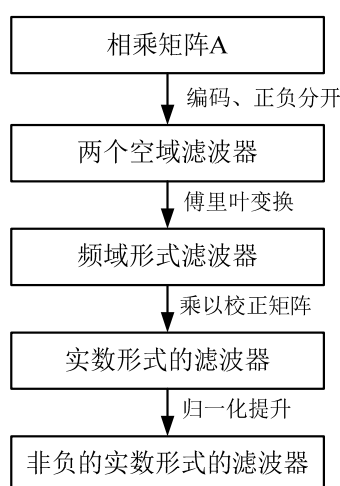 相乘矩阵A
编码、正负分开
两个空域滤波器
傅里叶变换
频域形式滤波器
乘以校正矩阵
实数形式的滤波器
归一化提升
非负的实数形式的滤波器